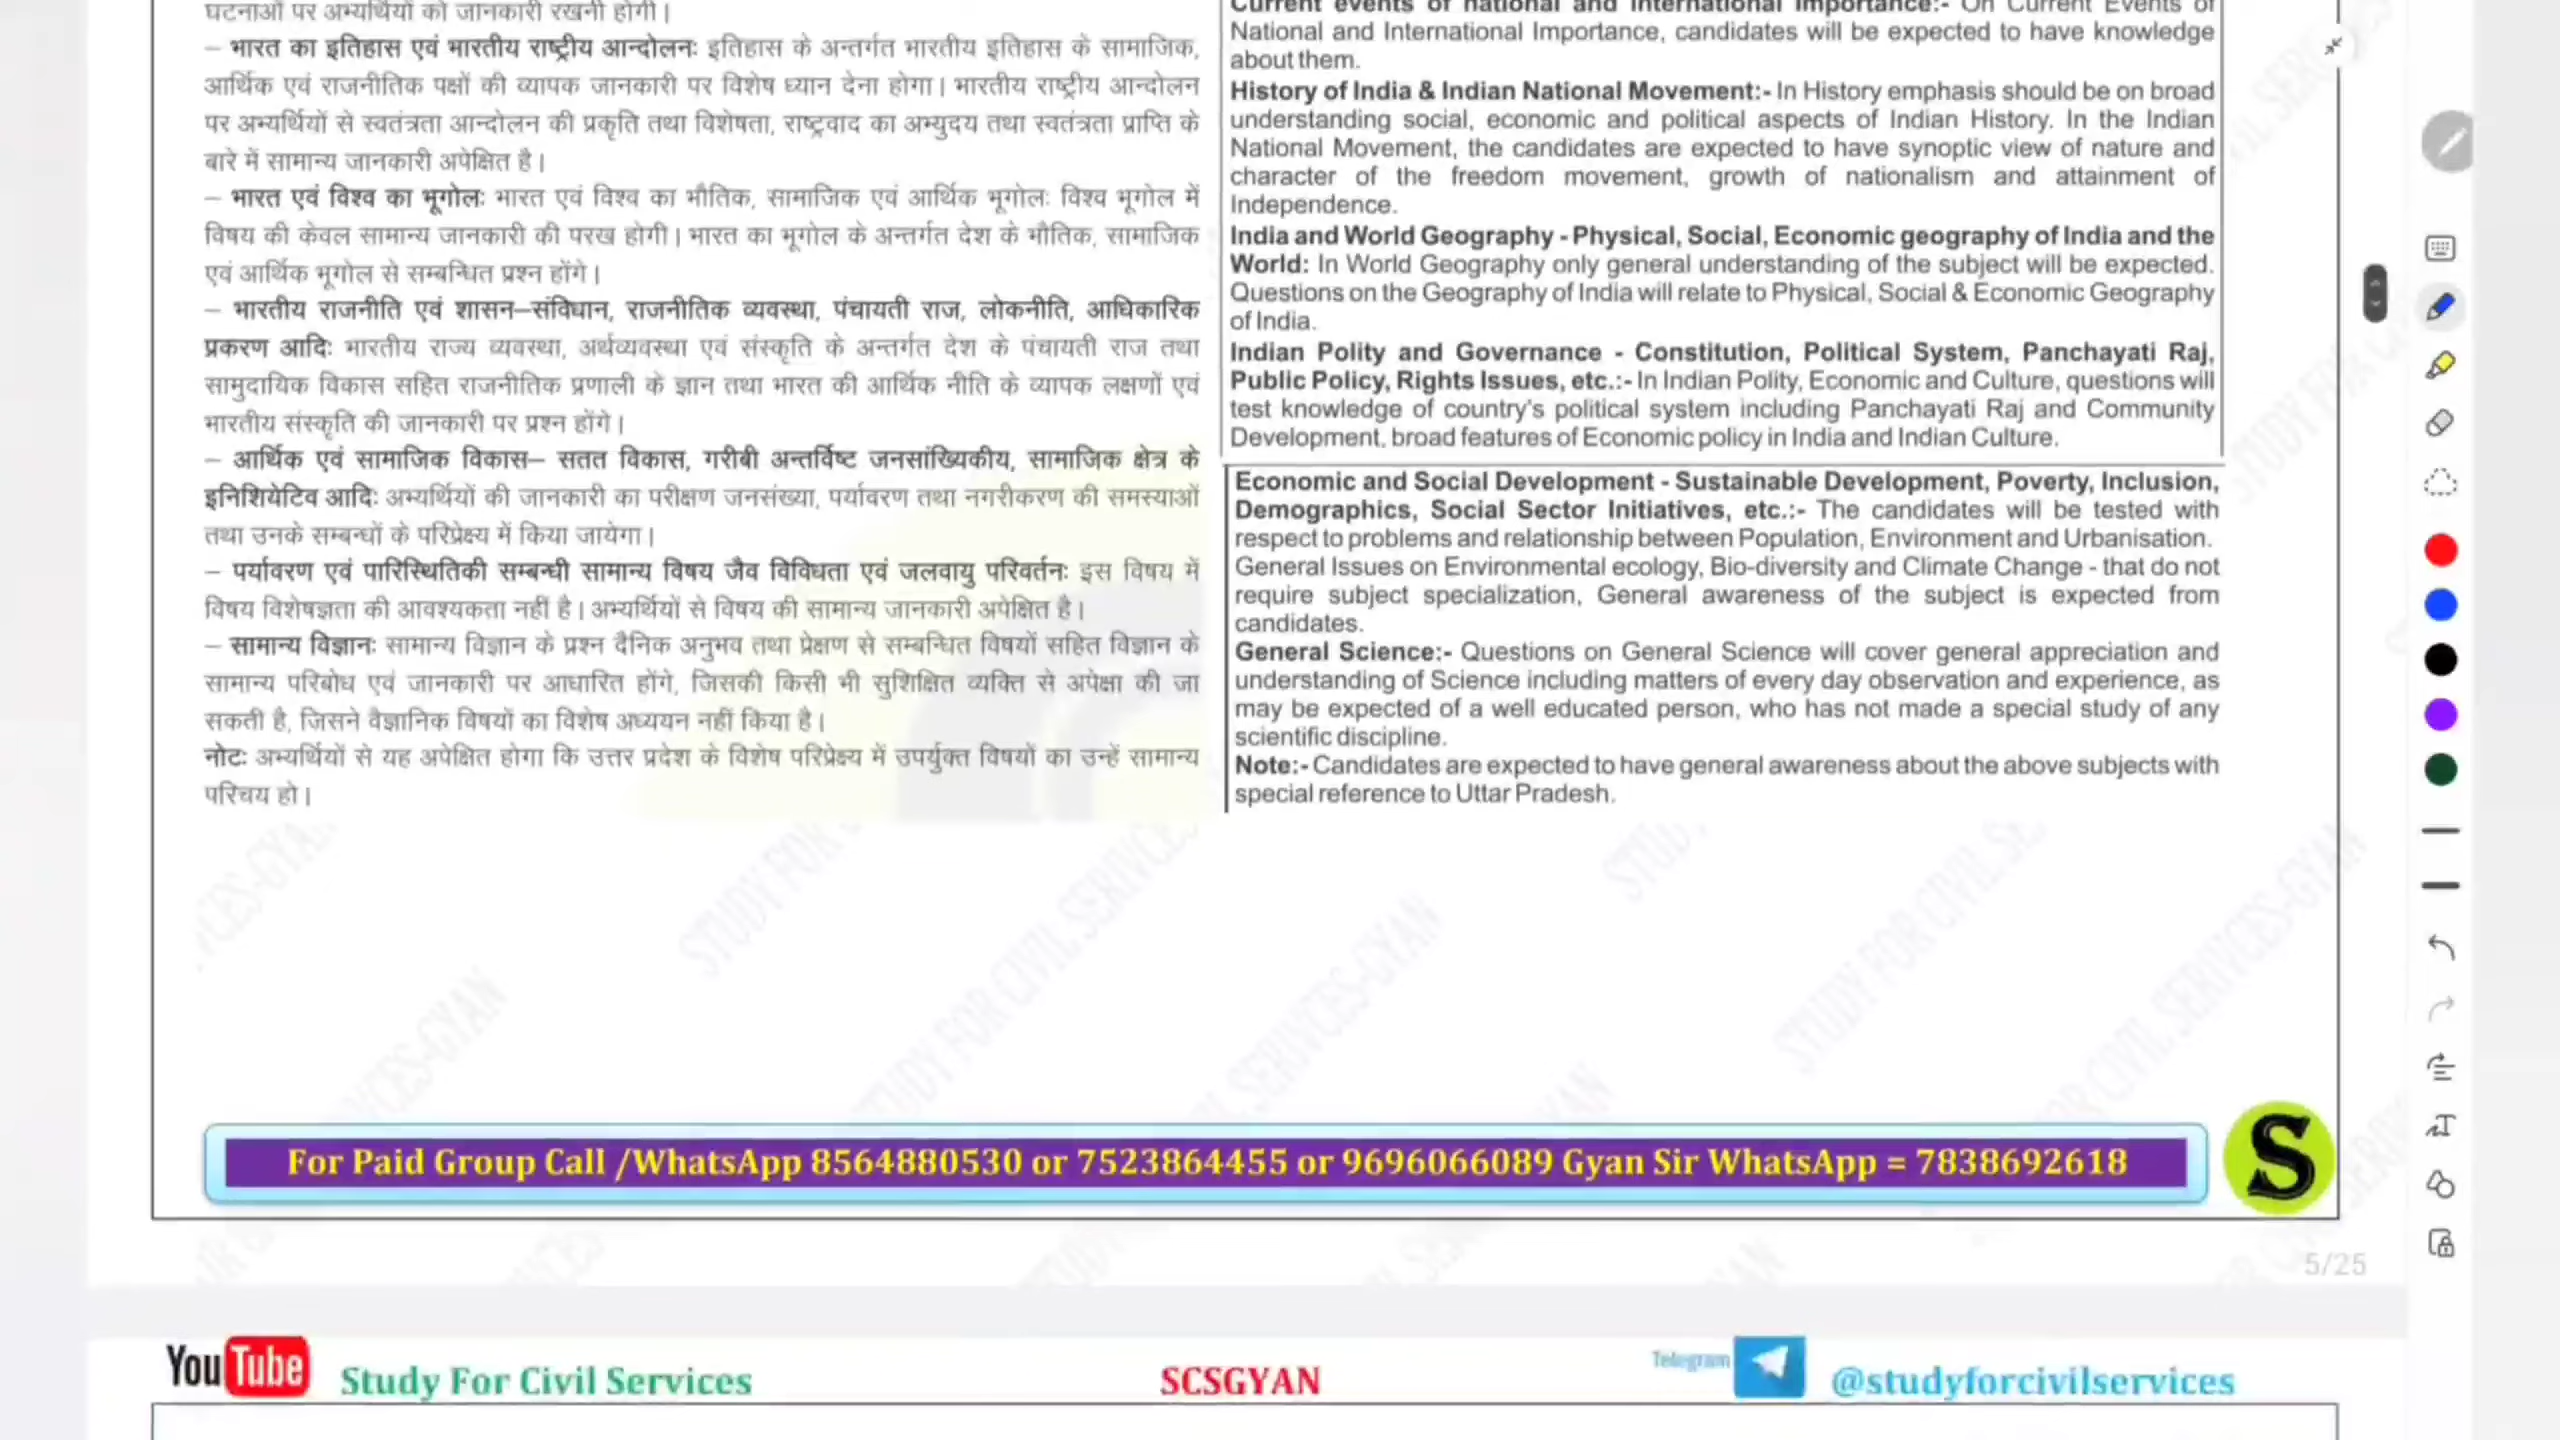 घटनाओं पर अभ्यर्थियों को जानकारी रखनी होगी।
– भारत का इतिहास एवं भारतीय राष्ट्रीय आन्दोलनः इतिहास के अन्तर्गत भारतीय इतिहास के सामाजिक,
आर्थिक एवं राजनीतिक पक्षों की व्यापक जानकारी पर विशेष ध्यान देना होगा। भारतीय राष्ट्रीय आन्दोलन
पर अभ्यर्थियों से स्वतंत्रता आन्दोलन की प्रकृति तथा विशेषता, राष्ट्रवाद का अभ्युदय तथा स्वतंत्रता प्राप्ति के
बारे में सामान्य जानकारी अपेक्षित है।
– भारत एवं विश्व का भूगोलः भारत एवं विश्व का भौतिक, सामाजिक एवं आर्थिक भूगोलः विश्व भूगोल में
विषय की केवल सामान्य जानकारी की परख होगी। भारत का भूगोल के अन्तर्गत देश के भौतिक, सामाजिक
एवं आर्थिक भूगोल से सम्बन्धित प्रश्न होंगे।
– भारतीय राजनीति एवं शासन–संविधान, राजनीतिक व्यवस्था, पंचायती राज, लोकनीति, आधिकारिक
प्रकरण आदिः भारतीय राज्य व्यवस्था, अर्थव्यवस्था एवं संस्कृति के अन्तर्गत देश के पंचायती राज तथा
सामुदायिक विकास सहित राजनीतिक प्रणाली के ज्ञान तथा भारत की आर्थिक नीति के व्यापक लक्षणों एवं
भारतीय संस्कृति की जानकारी पर प्रश्न होंगे।
– आर्थिक एवं सामाजिक विकास– सतत विकास, गरीबी अन्तर्विष्ट जनसांख्यिकीय, सामाजिक क्षेत्र के
इनिशियेटिव आदिः अभ्यर्थियों की जानकारी का परीक्षण जनसंख्या, पर्यावरण तथा नगरीकरण की समस्याओं
तथा उनके सम्बन्धों के परिप्रेक्ष्य में किया जायेगा।
– पर्यावरण एवं पारिस्थितिकी सम्बन्धी सामान्य विषय जैव विविधता एवं जलवायु परिवर्तनः इस विषय में
विषय विशेषज्ञता की आवश्यकता नहीं है। अभ्यर्थियों से विषय की सामान्य जानकारी अपेक्षित है।
– सामान्य विज्ञानः सामान्य विज्ञान के प्रश्न दैनिक अनुभव तथा प्रेक्षण से सम्बन्धित विषयों सहित विज्ञान के
सामान्य परिबोध एवं जानकारी पर आधारित होंगे, जिसकी किसी भी सुशिक्षित व्यक्ति से अपेक्षा की जा
सकती है, जिसने वैज्ञानिक विषयों का विशेष अध्ययन नहीं किया है।
नोटः अभ्यर्थियों से यह अपेक्षित होगा कि उत्तर प्रदेश के विशेष परिप्रेक्ष्य में उपर्युक्त विषयों का उन्हें सामान्य
परिचय हो।
Current events of national and international importance:- On Current Events of
National and International Importance, candidates will be expected to have knowledge
about them.
History of India & Indian National Movement:- In History emphasis should be on broad
understanding social, economic and political aspects of Indian History. In the Indian
National Movement, the candidates are expected to have synoptic view of nature and
character of the freedom movement, growth of nationalism and attainment of
Independence.
India and World Geography - Physical, Social, Economic geography of India and the
World: In World Geography only general understanding of the subject will be expected.
Questions on the Geography of India will relate to Physical, Social & Economic Geography
of India.
Indian Polity and Governance - Constitution, Political System, Panchayati Raj,
Public Policy, Rights Issues, etc.:- In Indian Polity, Economic and Culture, questions will
test knowledge of country's political system including Panchayati Raj and Community
Development, broad features of Economic policy in India and Indian Culture.
Economic and Social Development - Sustainable Development, Poverty, Inclusion,
Demographics, Social Sector Initiatives, etc.:- The candidates will be tested with
respect to problems and relationship between Population, Environment and Urbanisation.
General Issues on Environmental ecology, Bio-diversity and Climate Change - that do not
require subject specialization, General awareness of the subject is expected from
candidates.
General Science:- Questions on General Science will cover general appreciation and
understanding of Science including matters of every day observation and experience, as
may be expected of a well educated person, who has not made a special study of any
scientific discipline.
Note:- Candidates are expected to have general awareness about the above subjects with
special reference to Uttar Pradesh.
STUDY FOR CIVIL SERIVCES-GYAN
For Paid Group Call /WhatsApp 8564880530 or 7523864455 or 9696066089 Gyan Sir WhatsApp = 7838692618
S
5/25
YouTube Study For Civil Services SCSGYAN Telegram @studyforcivilservices